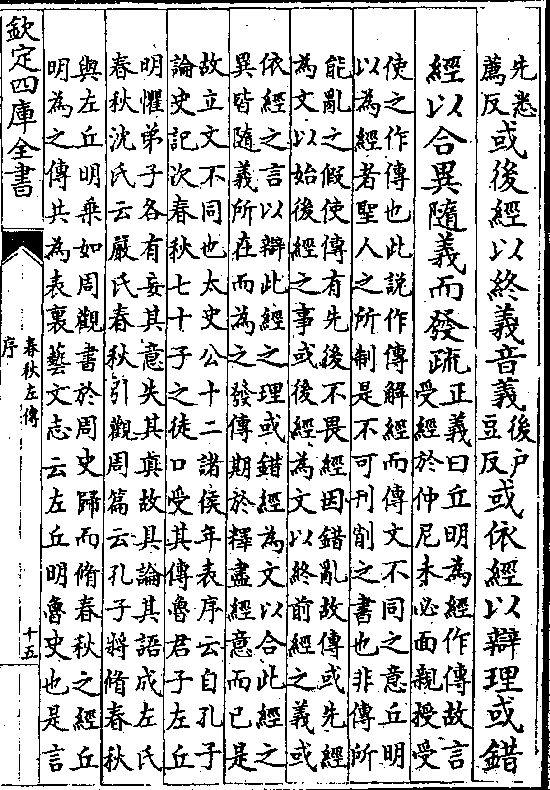 先悉薦反或後經以終義音義後戶豆反或依經以辯理或錯
經以合異隨義而發疏正義曰丘明為經作傳故言
受經於仲尼未必面親授受
使之作傳也此說作傳解經而傳文不同之意丘明
以為經者聖人之所制是不可刊削之書也非傳所
能亂之假使傳有先後不畏經因錯亂故傳或先經
為文以始後經之事或後經為文以終前經之義或
依經之言以辯此經之理或錯經為文以合此經之
異皆隨義所在而為之發傳期於釋盡經意而已是
故立文不同也太史公十二諸侯年表序云自孔子
論史記次春秋七十子之徒口受其傳魯君子左丘
明懼弟子各有妄其意失其真故具論其語成左氏
春秋沈氏云嚴氏春秋引觀周篇云孔子將脩春秋
與左丘明乘如周觀書於周史歸而脩春秋之經丘
明為之傳共為表裏藝文志云左丘明魯史也是言
欽定四庫全書
春秋左傳
序
十五